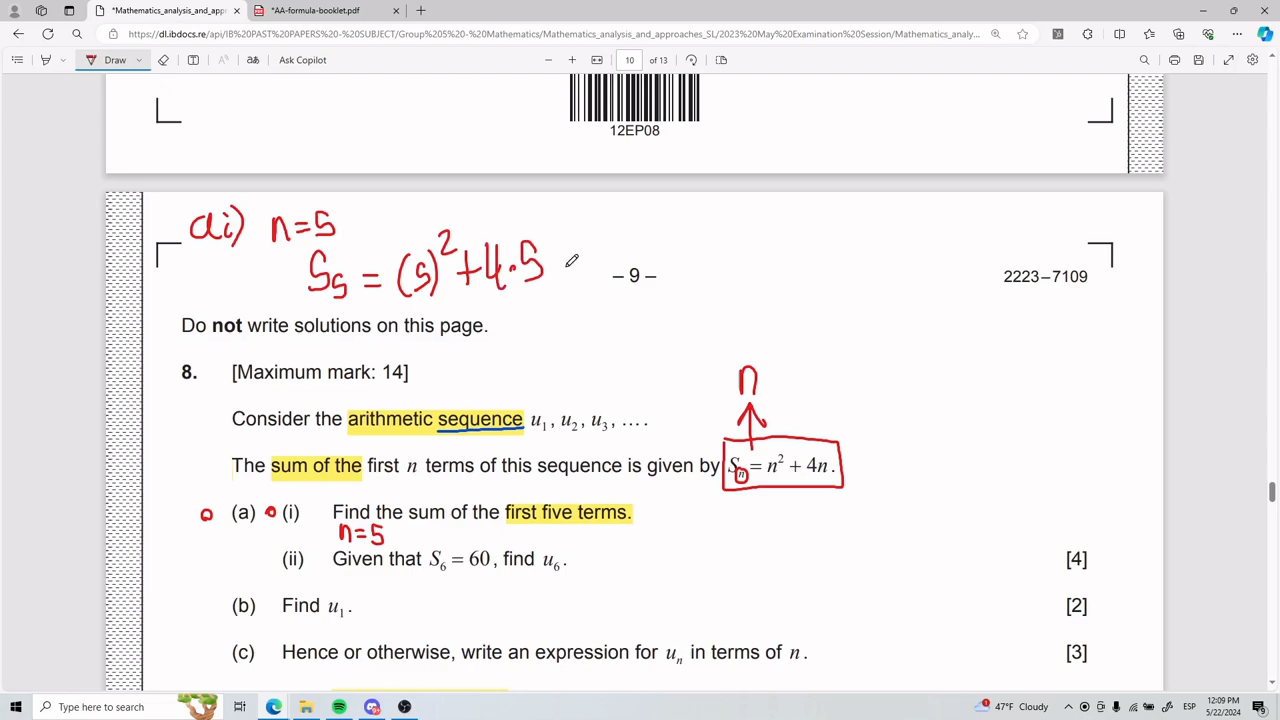 *Mathematics_analysis_and_app
*AA-formula-booklet.pdf
https://dl.ibdocs.re/api/IB%20PAST%20PAPERS%20-%20SUBJECT/Group%205%20-%20Mathematics/Mathematics_analysis_and_approaches_SL/2023%20May%20Examination%20Session/Mathematics_analy...
Draw
Ask Copilot
10 of 13
12EP08
ai) n=5
S₅ = (5)² + 4.5
– 9 –
2223–7109
Do not write solutions on this page.
8. [Maximum mark: 14]
n
Consider the arithmetic sequence u₁, u₂, u₃, ….
The sum of the first n terms of this sequence is given by Sₙ = n² + 4n.
(a) (i) Find the sum of the first five terms.
n=5
(ii) Given that S₆ = 60, find u₆. [4]
(b) Find u₁. [2]
(c) Hence or otherwise, write an expression for uₙ in terms of n. [3]
Type here to search
47°F Cloudy
ESP
12:09 PM
5/22/2024